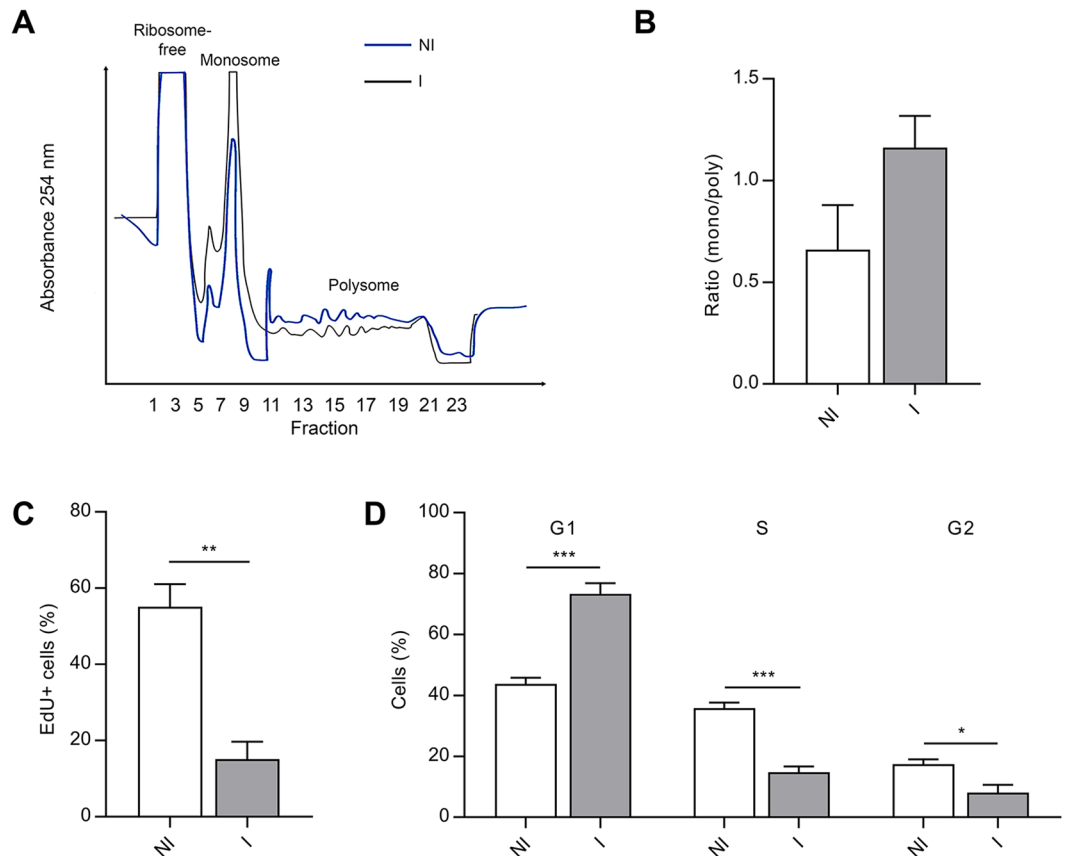 A
Ribosome-
free
Monosome
NI
I
Absorbance 254 nm
Polysome
1 3 5 7 9 11 13 15 17 19 21 23
Fraction
B
1.5
1.0
0.5
0.0
Ratio (mono/poly)
NI I
C
80
60
40
20
0
EdU+ cells (%)
**
NI I
D
100
80
60
40
20
0
Cells (%)
G1 S G2
***
***
*
NI I NI I NI I